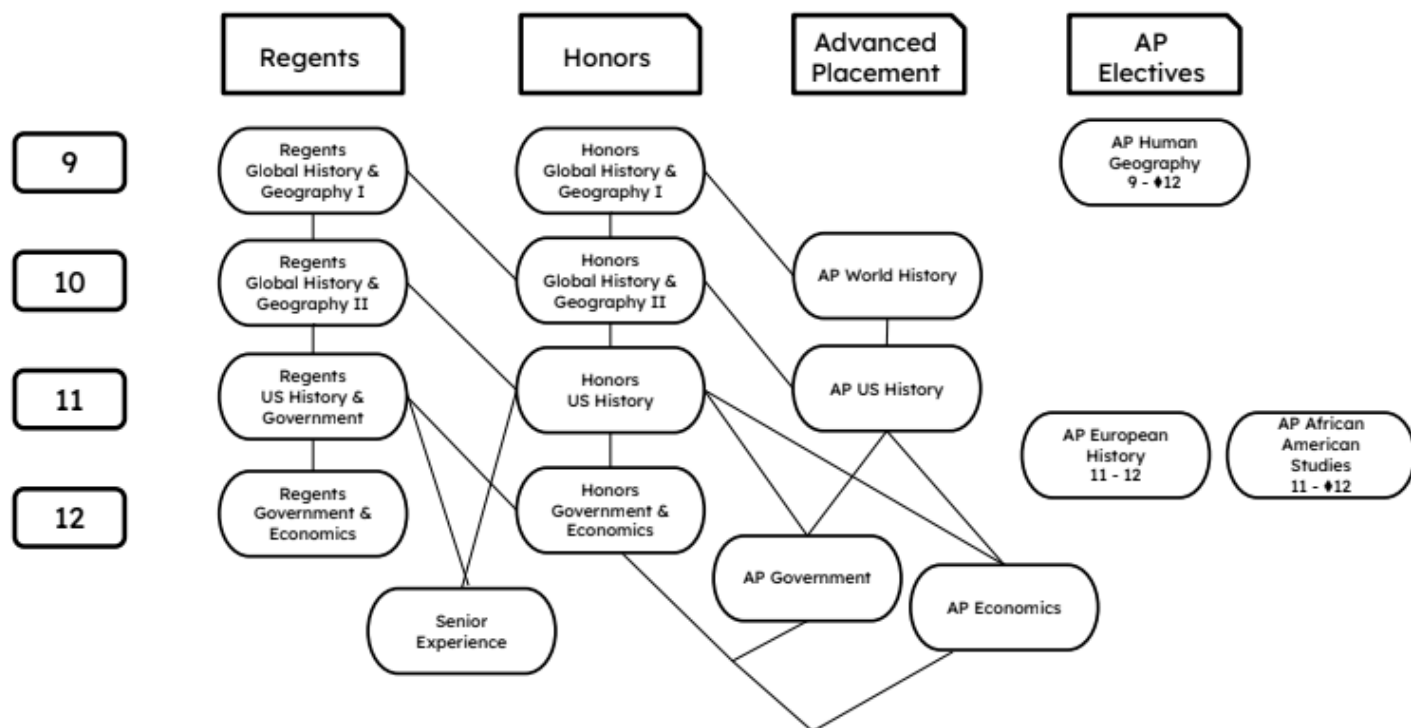 Regents
Honors
Advanced
Placement
AP
Electives
9
Regents
Global History &
Geography I
Honors
Global History &
Geography I
AP Human
Geography
9 - ♦12
10
Regents
Global History &
Geography II
Honors
Global History &
Geography II
AP World History
11
Regents
US History &
Government
Honors
US History
AP US History
AP European
History
11 - 12
AP African
American
Studies
11 - ♦12
12
Regents
Government &
Economics
Honors
Government &
Economics
AP Government
AP Economics
Senior
Experience